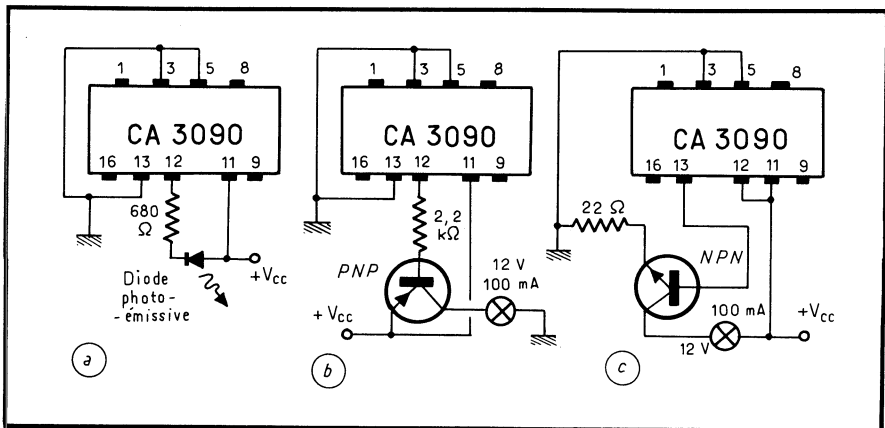 1 3 5 8
CA 3090
16 13 12 11 9
680
Ω
+Vcc
Diode
photo-
-émissive
a
1 3 5 8
CA 3090
16 13 12 11 9
2,2
kΩ
PNP
12 V
100 mA
+Vcc
b
1 3 5 8
CA 3090
16 13 12 11 9
22 Ω
NPN
100 mA
+Vcc
12 V
c